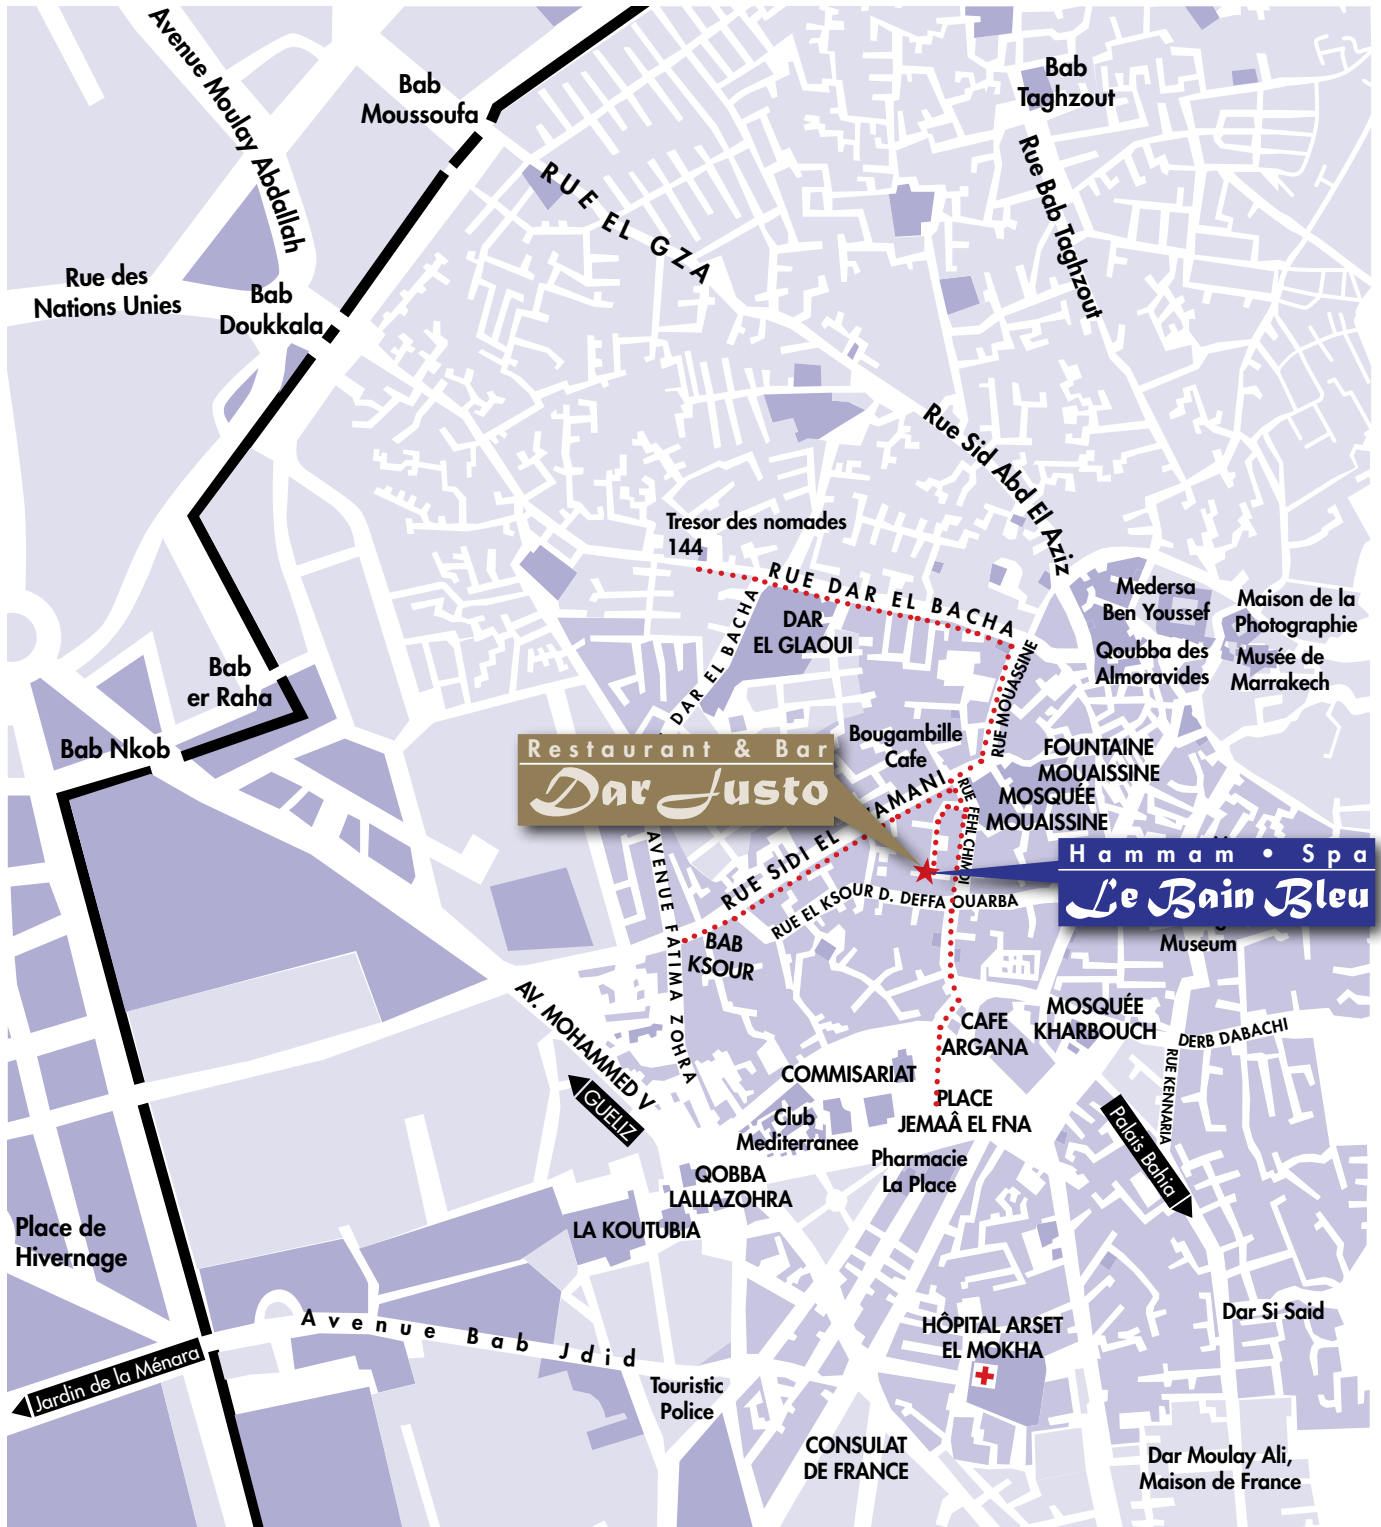 Avenue Moulay Abdallah
Bab
Moussoufa
Bab
Taghzout
RUE EL GZA
Rue Bab Taghzout
Rue des
Nations Unies
Bab
Doukkala
Rue Sid Abd El Aziz
Tresor des nomades
144
RUE DAR EL BACHA
DAR EL BACHA
DAR
EL GLAOUI
Medersa
Ben Youssef
Maison de la
Photographie
Qoubba des
Almoravides
Musée de
Marrakech
RUE MOUASSINE
Bab
er Raha
Bab Nkob
Bougambille
Cafe
FOUNTAINE
MOUAISSINE
MOSQUÉE
MOUAISSINE
Restaurant & Bar
Dar Justo
RUE SIDI EL YAMANI
RUE FEHL CHIDI
Hammam • Spa
Le Bain Bleu
AVENUE FATIMA ZOHRA
RUE EL KSOUR D. DEFFA OUARBA
BAB
KSOUR
Museum
AV. MOHAMMED V
GUELIZ
CAFE
ARGANA
MOSQUÉE
KHARBOUCH
DERB DABACHI
RUE KENNARIA
COMMISARIAT
PLACE
JEMAÂ EL FNA
Club
Mediterranee
Pharmacie
La Place
Palais Bahia
QOBBA
LALLAZOHRA
LA KOUTUBIA
Place de
Hivernage
Avenue Bab Jdid
Jardin de la Ménara
HÔPITAL ARSET
EL MOKHA
Dar Si Said
Touristic
Police
CONSULAT
DE FRANCE
Dar Moulay Ali,
Maison de France